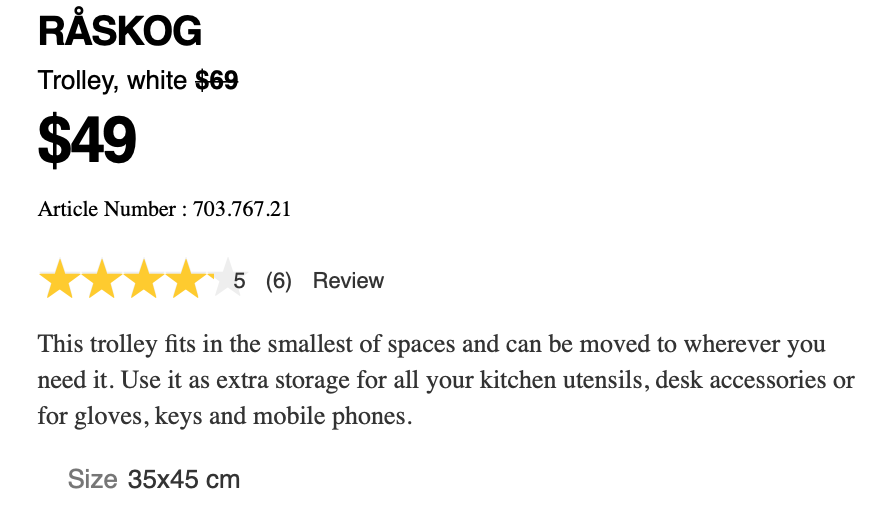 RÅSKOG
Trolley, white $69
$49
Article Number : 703.767.21
5 (6) Review
This trolley fits in the smallest of spaces and can be moved to wherever you
need it. Use it as extra storage for all your kitchen utensils, desk accessories or
for gloves, keys and mobile phones.
Size 35x45 cm